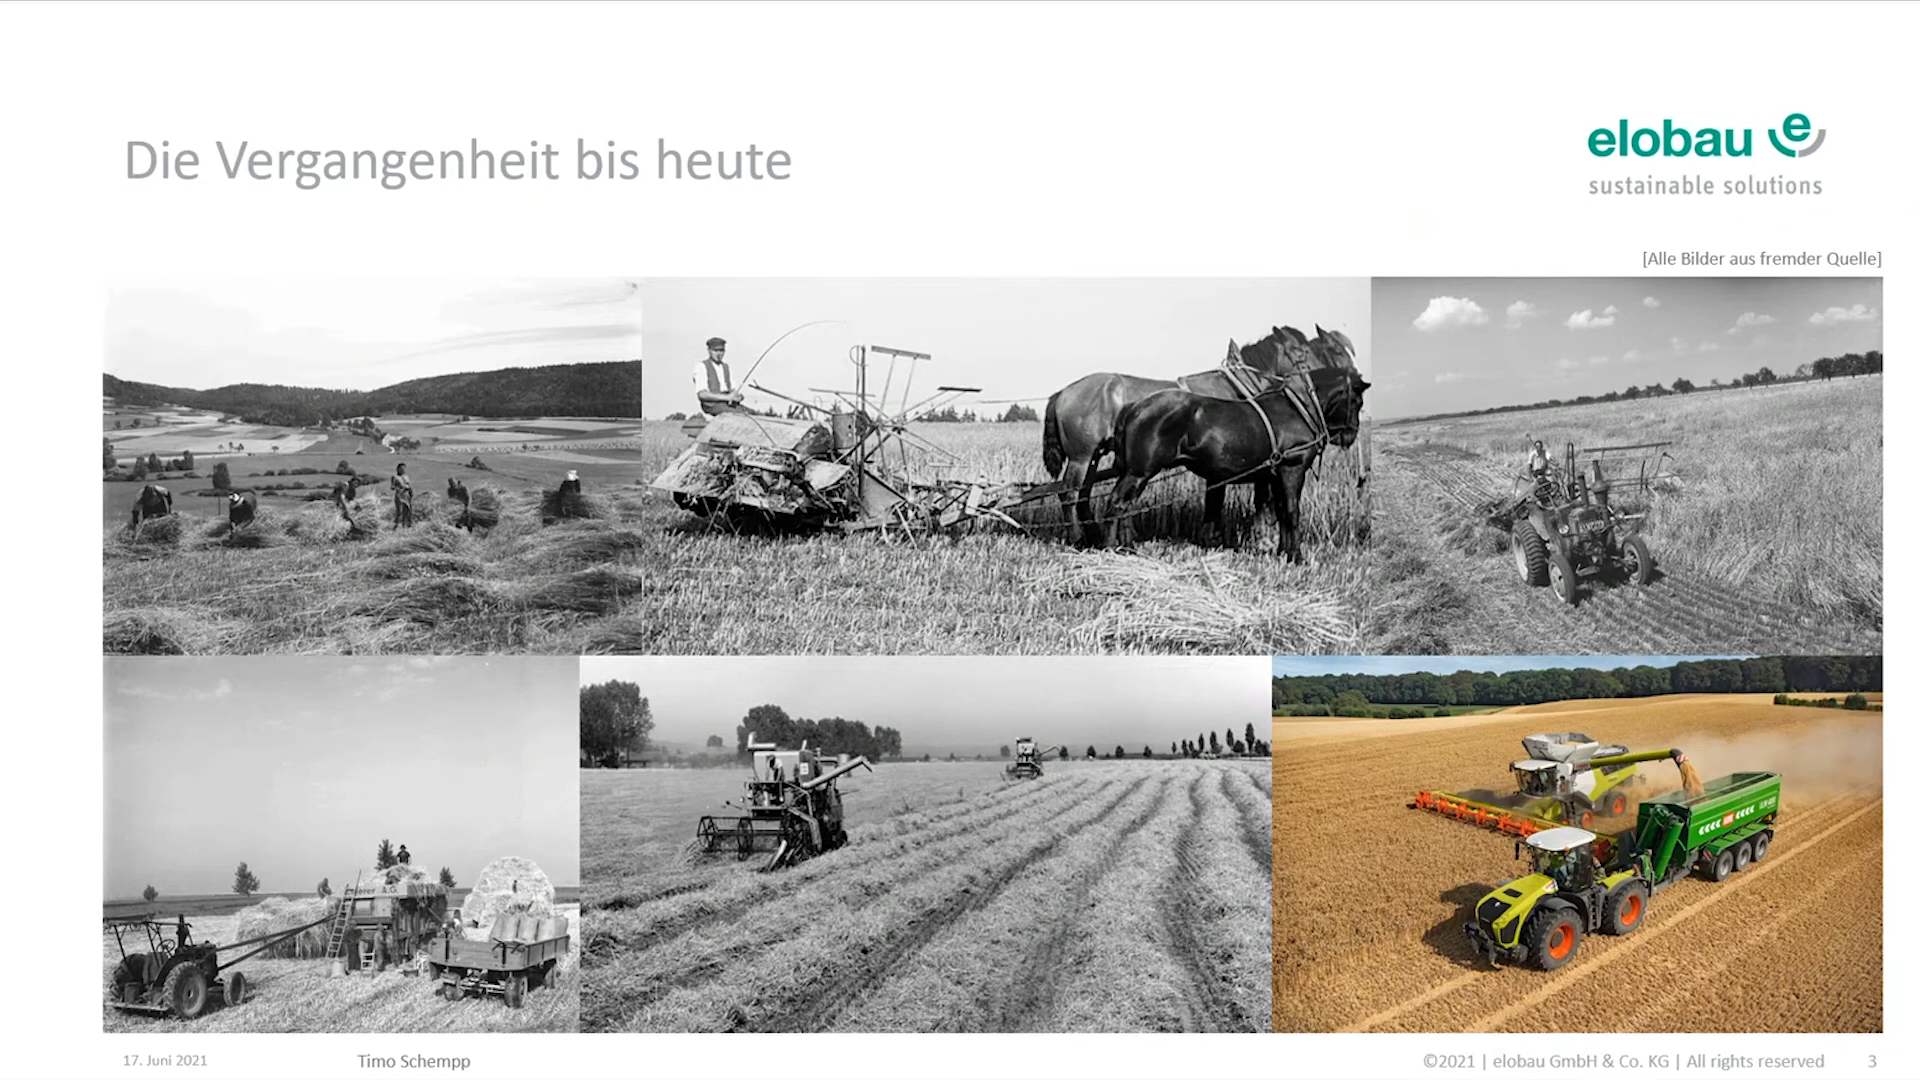 Die Vergangenheit bis heute
elobau e
sustainable solutions
[Alle Bilder aus fremder Quelle]
17. Juni 2021
Timo Schempp
©2021 | elobau GmbH & Co. KG | All rights reserved
3